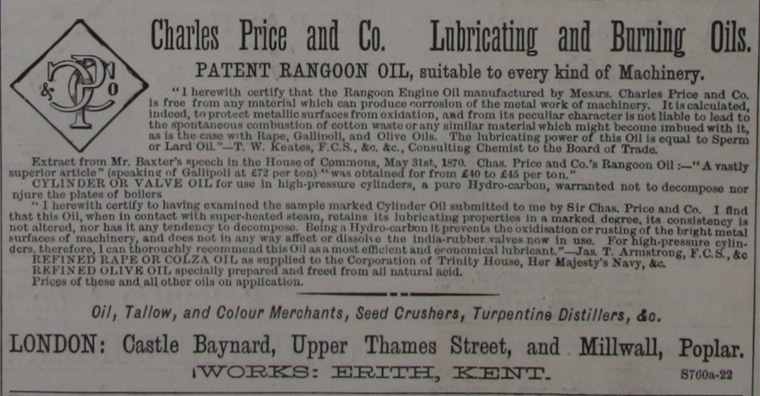 Charles Price and Co. Lubricating and Burning Oils.
& CP Co
PATENT RANGOON OIL, suitable to every kind of Machinery.
"I herewith certify that the Rangoon Engine Oil manufactured by Messrs. Charles Price and Co.
is free from any material which can produce corrosion of the metal work of machinery. It is calculated,
indeed, to protect metallic surfaces from oxidation, and from its peculiar character is not liable to lead to
the spontaneous combustion of cotton waste or any similar material which might become imbued with it,
as is the case with Rape, Gallipoli, and Olive Oils. The lubricating power of this Oil is equal to Sperm
or Lard Oil."—T. W. Keates, F.C.S., &c. &c., Consulting Chemist to the Board of Trade.
Extract from Mr. Baxter's speech in the House of Commons, May 31st, 1870. Chas. Price and Co.'s Rangoon Oil :—"A vastly
superior article" (speaking of Gallipoli at £72 per ton) "was obtained for from £40 to £45 per ton."
CYLINDER OR VALVE OIL for use in high-pressure cylinders, a pure Hydro-carbon, warranted not to decompose nor
njure the plates of boilers
"I herewith certify to having examined the sample marked Cylinder Oil submitted to me by Sir Chas. Price and Co. I find
that this Oil, when in contact with super-heated steam, retains its lubricating properties in a marked degree, its consistency is
not altered, nor has it any tendency to decompose. Being a Hydro-carbon it prevents the oxidisation or rusting of the bright metal
surfaces of machinery, and does not in any way affect or dissolve the india-rubber valves now in use. For high-pressure cylin-
ders, therefore, I can thoroughly recommend this Oil as a most efficient and economical lubricant."—Jas. T. Armstrong, F.C.S., &c
REFINED RAPE OR COLZA OIL as supplied to the Corporation of Trinity House, Her Majesty's Navy, &c.
REFINED OLIVE OIL specially prepared and freed from all natural acid.
Prices of these and all other oils on application.
Oil, Tallow, and Colour Merchants, Seed Crushers, Turpentine Distillers, &c.
LONDON: Castle Baynard, Upper Thames Street, and Millwall, Poplar.
WORKS: ERITH, KENT.
S760a-22